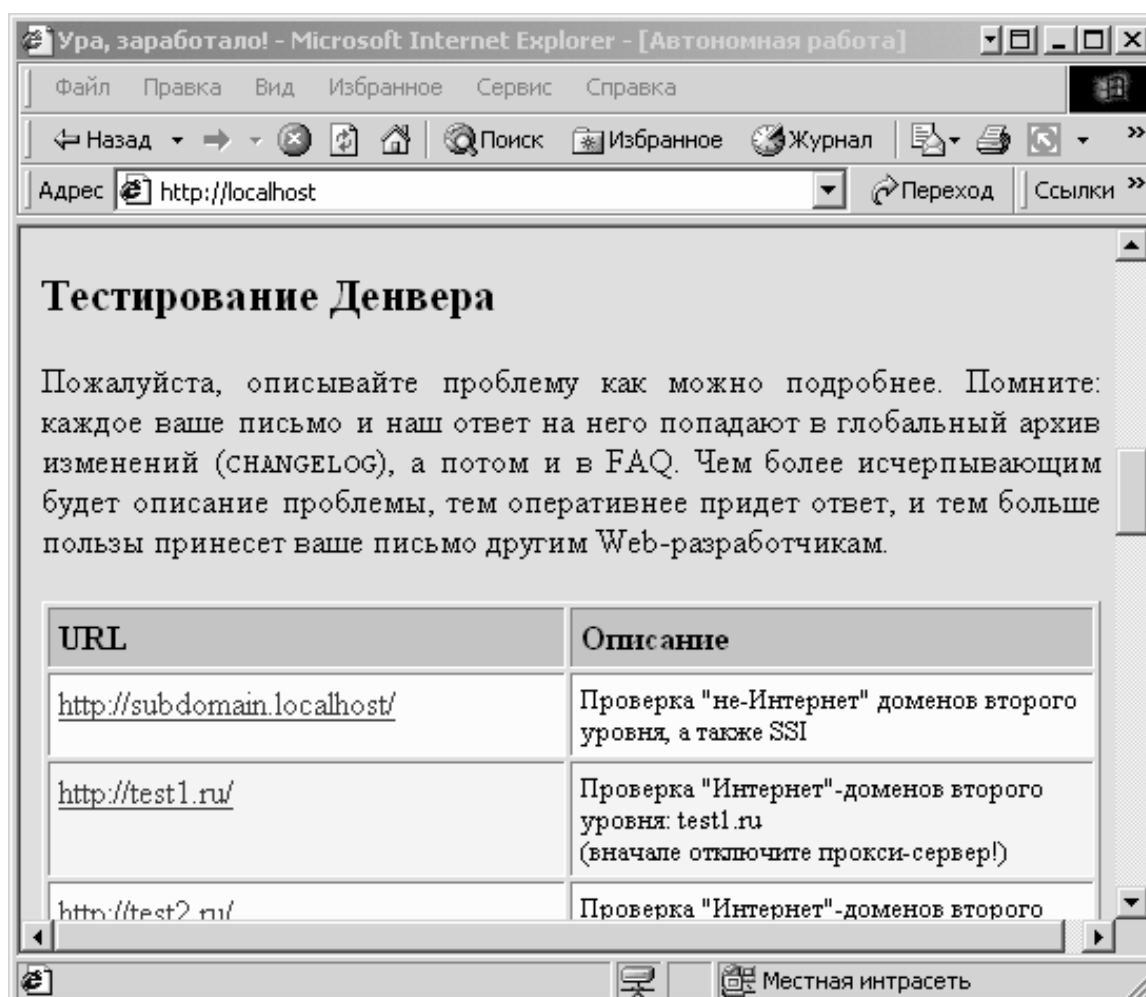 Ура, заработало! - Microsoft Internet Explorer - [Автономная работа]
Файл Правка Вид Избранное Сервис Справка
Назад Поиск Избранное Журнал »
Адрес http://localhost Переход Ссылки »
Тестирование Денвера
Пожалуйста, описывайте проблему как можно подробнее. Помните:
каждое ваше письмо и наш ответ на него попадают в глобальный архив
изменений (CHANGELOG), а потом и в FAQ. Чем более исчерпывающим
будет описание проблемы, тем оперативнее придет ответ, и тем больше
пользы принесет ваше письмо другим Web-разработчикам.
URL Описание
http://subdomain.localhost/ Проверка "не-Интернет" доменов второго
уровня, а также SSI
http://test1.ru/ Проверка "Интернет"-доменов второго
уровня: test1.ru
(вначале отключите прокси-сервер!)
http://test2.ru/ Проверка "Интернет"-доменов второго
Местная интрасеть